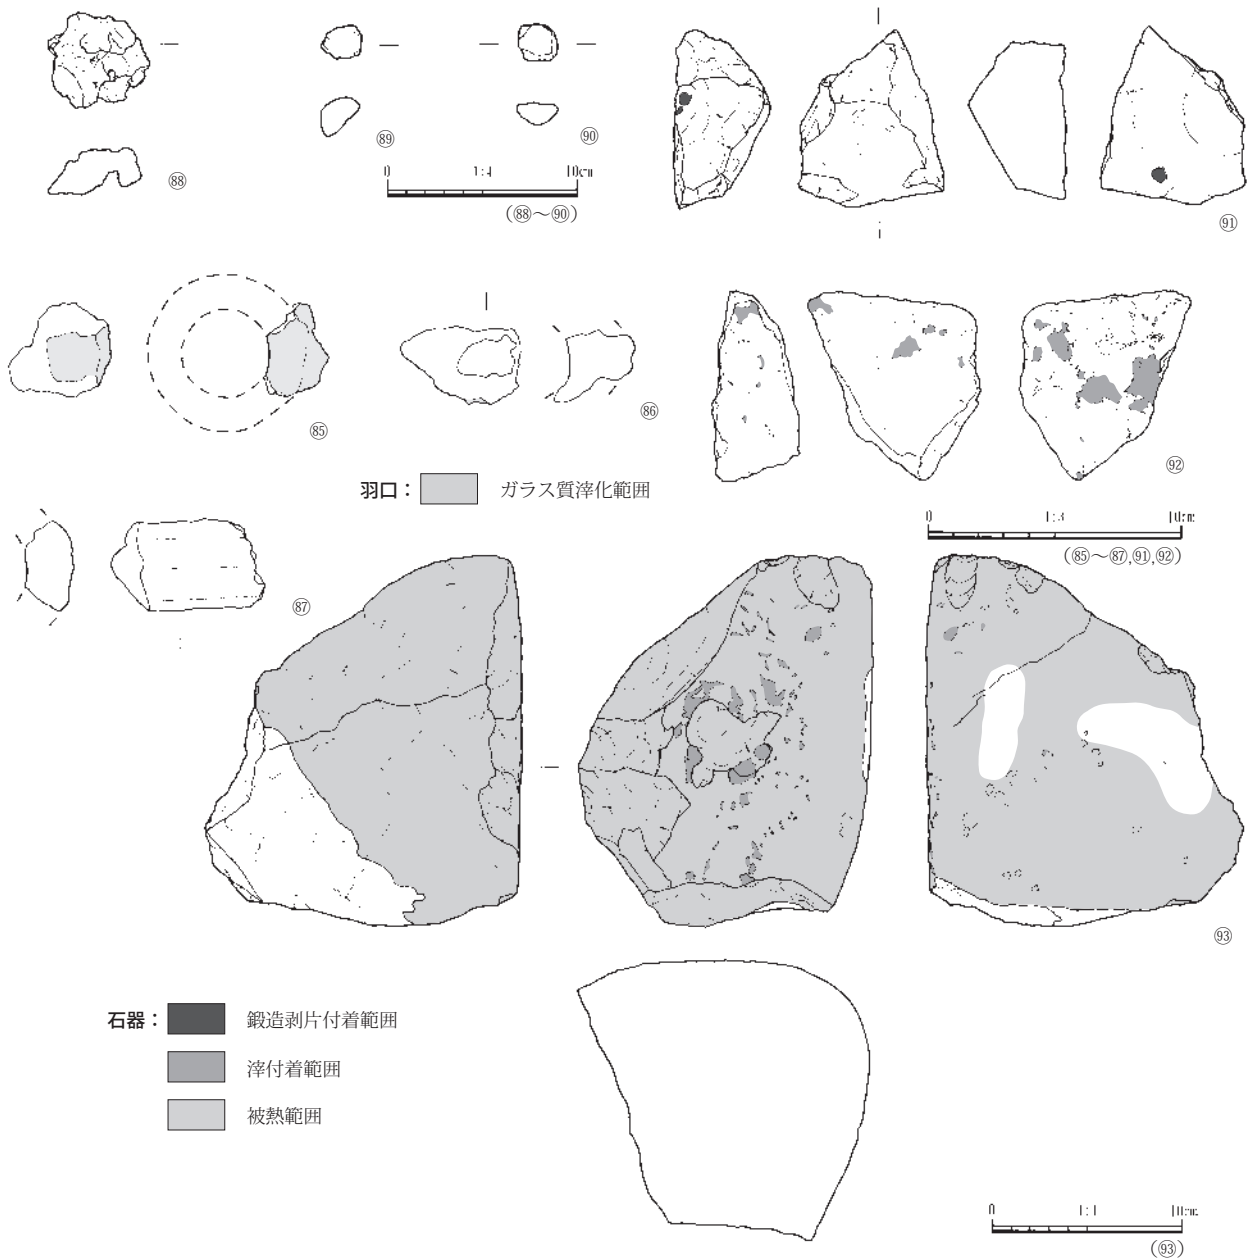 ⑧⑧
⑧⑨
⑨⓪
0 1:4 10cm
(⑧⑧～⑨⓪)
⑨①
⑧⑤
⑧⑥
⑨②
羽口： ガラス質滓化範囲
0 1:3 10cm
(⑧⑤～⑧⑦,⑨①,⑨②)
⑧⑦
⑨③
石器： 鍛造剥片付着範囲
滓付着範囲
被熱範囲
0 10cm
(⑨③)